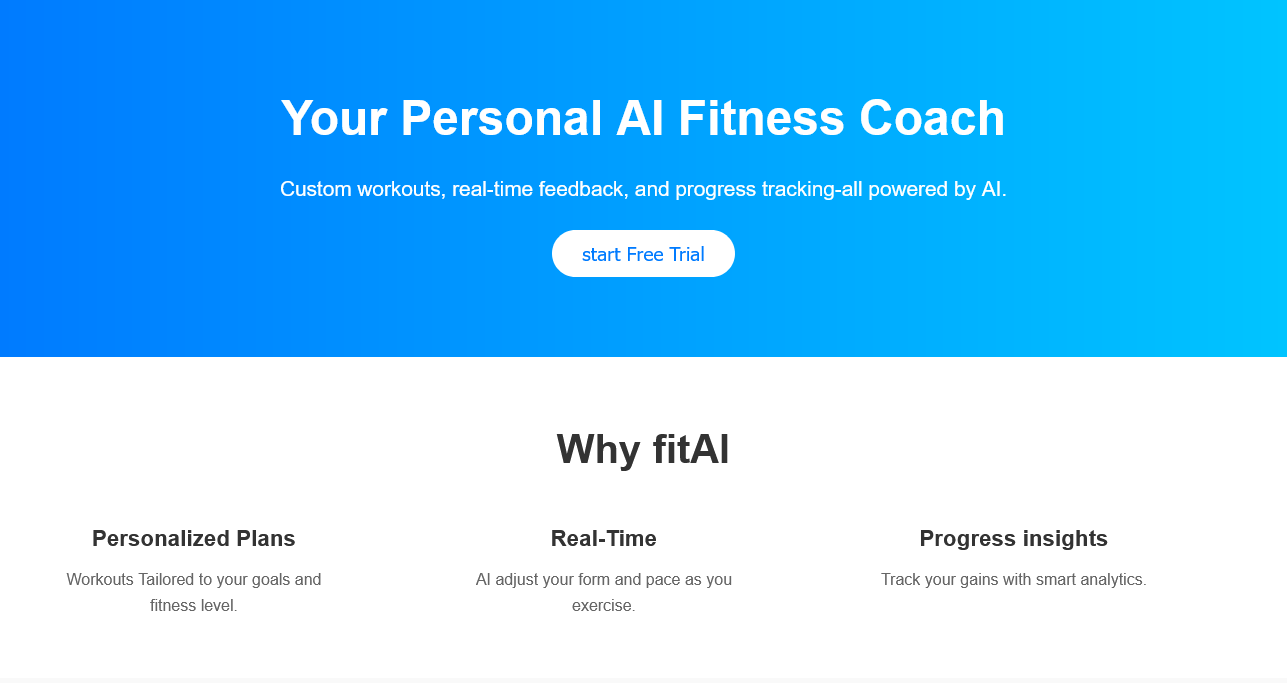 Your Personal AI Fitness Coach
Custom workouts, real-time feedback, and progress tracking-all powered by AI.
start Free Trial
Why fitAI
Personalized Plans
Workouts Tailored to your goals and
fitness level.
Real-Time
AI adjust your form and pace as you
exercise.
Progress insights
Track your gains with smart analytics.